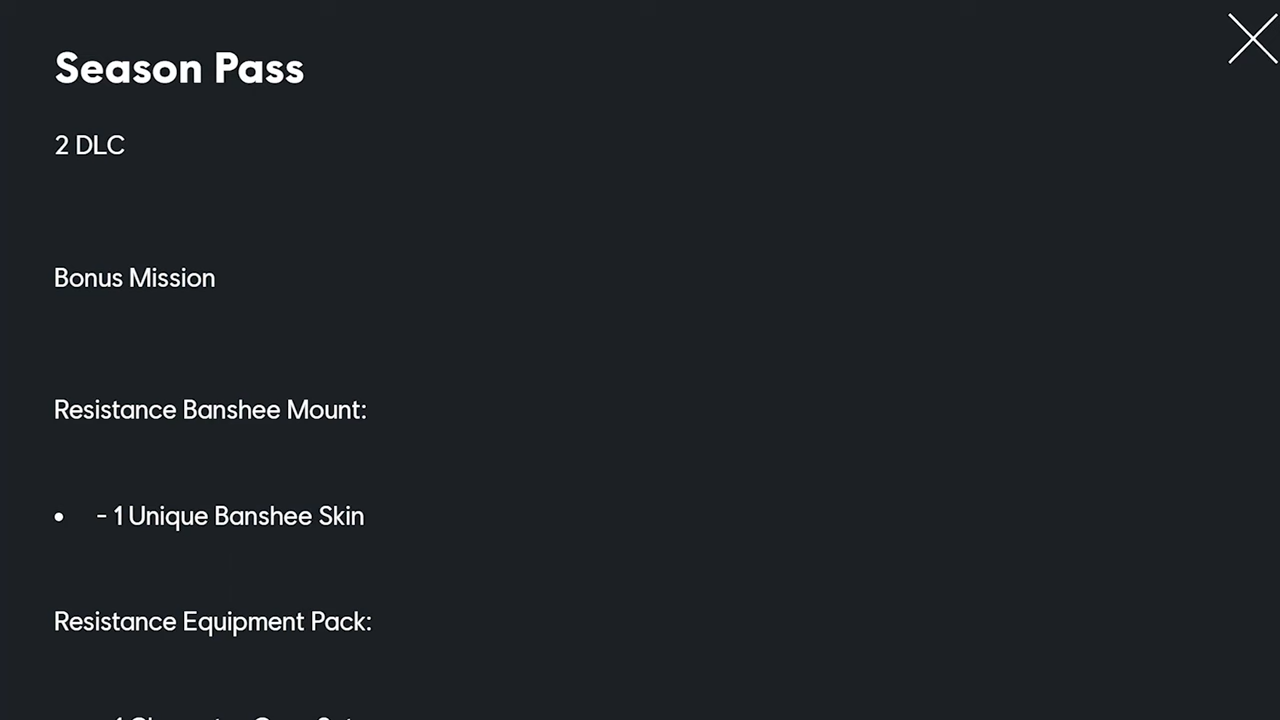 Season Pass
2 DLC
Bonus Mission
Resistance Banshee Mount:
• - 1 Unique Banshee Skin
Resistance Equipment Pack: